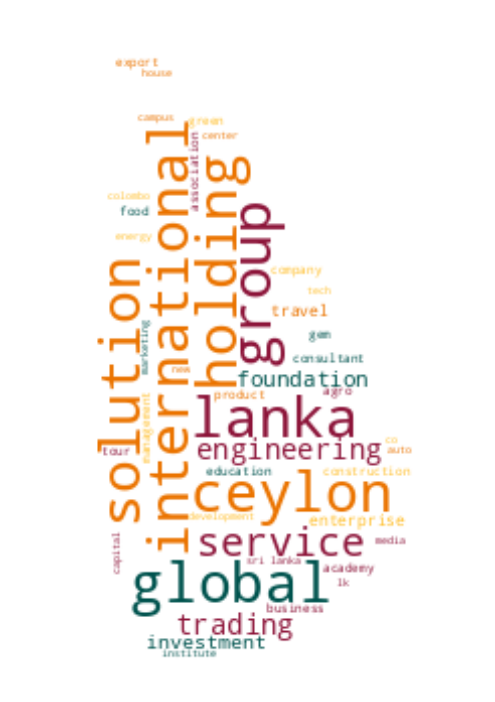 export
house
campus
green
international
association
center
holding
colombo
food
group
energy
solution
company
tech
travel
marketing
gem
consultant
new
foundation
product
agro
management
lanka
engineering
co
auto
tour
education
construction
ceylon
development
enterprise
service
capital
media
sri lanka
academy
global
lk
business
trading
investment
institute